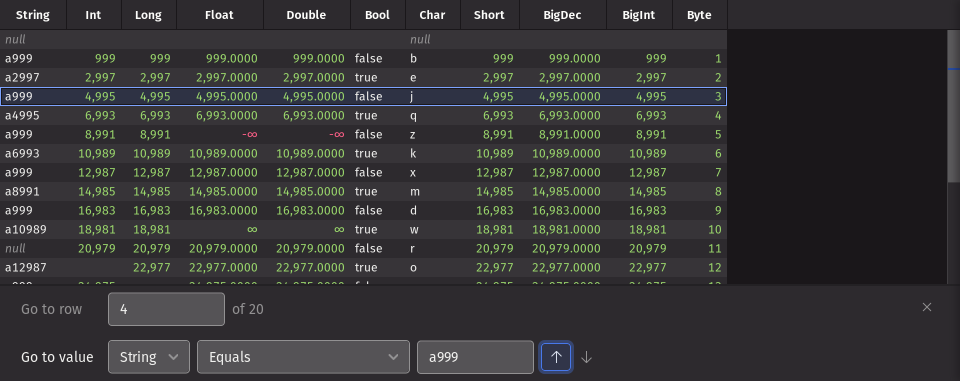 String Int Long Float Double Bool Char Short BigDec BigInt Byte
null null
a999 999 999 999.0000 999.0000 false b 999 999.0000 999 1
a2997 2,997 2,997 2,997.0000 2,997.0000 true e 2,997 2,997.0000 2,997 2
a999 4,995 4,995 4,995.0000 4,995.0000 false j 4,995 4,995.0000 4,995 3
a4995 6,993 6,993 6,993.0000 6,993.0000 true q 6,993 6,993.0000 6,993 4
a999 8,991 8,991 -∞ -∞ false z 8,991 8,991.0000 8,991 5
a6993 10,989 10,989 10,989.0000 10,989.0000 true k 10,989 10,989.0000 10,989 6
a999 12,987 12,987 12,987.0000 12,987.0000 false x 12,987 12,987.0000 12,987 7
a8991 14,985 14,985 14,985.0000 14,985.0000 true m 14,985 14,985.0000 14,985 8
a999 16,983 16,983 16,983.0000 16,983.0000 false d 16,983 16,983.0000 16,983 9
a10989 18,981 18,981 ∞ ∞ true w 18,981 18,981.0000 18,981 10
null 20,979 20,979 20,979.0000 20,979.0000 false r 20,979 20,979.0000 20,979 11
a12987 22,977 22,977.0000 22,977.0000 true o 22,977 22,977.0000 22,977 12
Go to row 4 of 20
Go to value String Equals a999